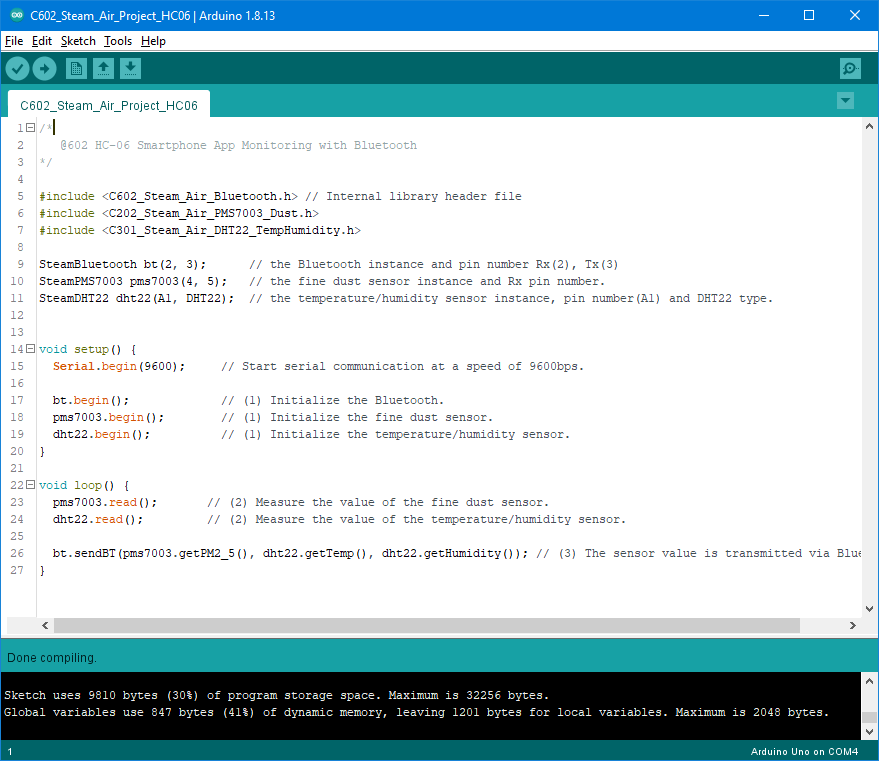 C602_Steam_Air_Project_HC06 | Arduino 1.8.13
File Edit Sketch Tools Help
C602_Steam_Air_Project_HC06
1 /*
2 @602 HC-06 Smartphone App Monitoring with Bluetooth
3 */
4
5 #include <C602_Steam_Air_Bluetooth.h> // Internal library header file
6 #include <C202_Steam_Air_PMS7003_Dust.h>
7 #include <C301_Steam_Air_DHT22_TempHumidity.h>
8
9 SteamBluetooth bt(2, 3); // the Bluetooth instance and pin number Rx(2), Tx(3)
10 SteamPMS7003 pms7003(4, 5); // the fine dust sensor instance and Rx pin number.
11 SteamDHT22 dht22(A1, DHT22); // the temperature/humidity sensor instance, pin number(A1) and DHT22 type.
12
13
14 void setup() {
15 Serial.begin(9600); // Start serial communication at a speed of 9600bps.
16
17 bt.begin(); // (1) Initialize the Bluetooth.
18 pms7003.begin(); // (1) Initialize the fine dust sensor.
19 dht22.begin(); // (1) Initialize the temperature/humidity sensor.
20 }
21
22 void loop() {
23 pms7003.read(); // (2) Measure the value of the fine dust sensor.
24 dht22.read(); // (2) Measure the value of the temperature/humidity sensor.
25
26 bt.sendBT(pms7003.getPM2_5(), dht22.getTemp(), dht22.getHumidity()); // (3) The sensor value is transmitted via Blue
27 }
Done compiling.
Sketch uses 9810 bytes (30%) of program storage space. Maximum is 32256 bytes.
Global variables use 847 bytes (41%) of dynamic memory, leaving 1201 bytes for local variables. Maximum is 2048 bytes.
1 Arduino Uno on COM4